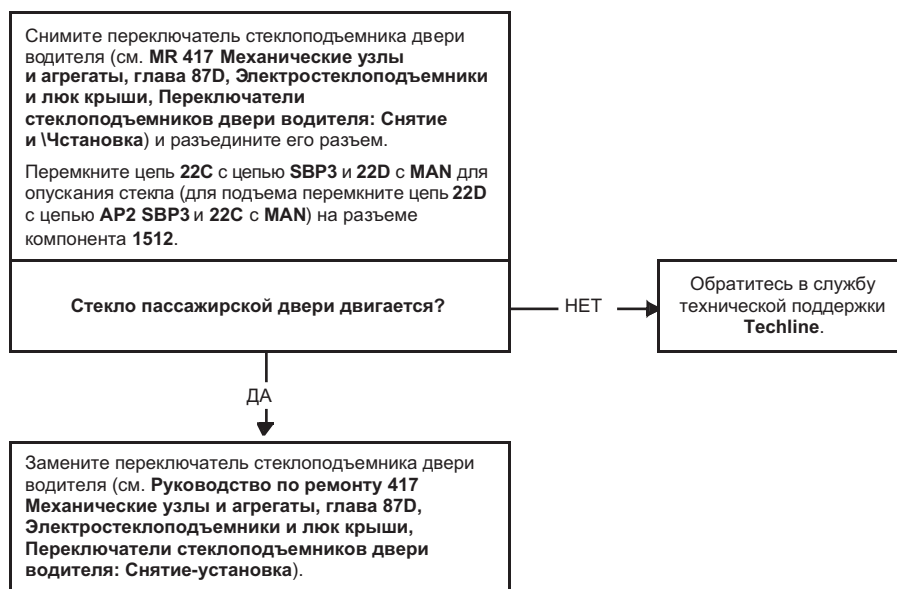 Снимите переключатель стеклоподъемника двери
водителя (см. MR 417 Механические узлы
и агрегаты, глава 87D, Электростеклоподъемники
и люк крыши, Переключатели
стеклоподъемников двери водителя: Снятие
и \Чстановка) и разъедините его разъем.
Перемкните цепь 22C с цепью SBP3 и 22D с MAN для
опускания стекла (для подъема перемкните цепь 22D
с цепью AP2 SBP3 и 22C с MAN) на разъеме
компонента 1512.
Стекло пассажирской двери двигается?
НЕТ
Обратитесь в службу
технической поддержки
Techline.
ДА
Замените переключатель стеклоподъемника двери
водителя (см. Руководство по ремонту 417
Механические узлы и агрегаты, глава 87D,
Электростеклоподъемники и люк крыши,
Переключатели стеклоподъемников двери
водителя: Снятие-установка).